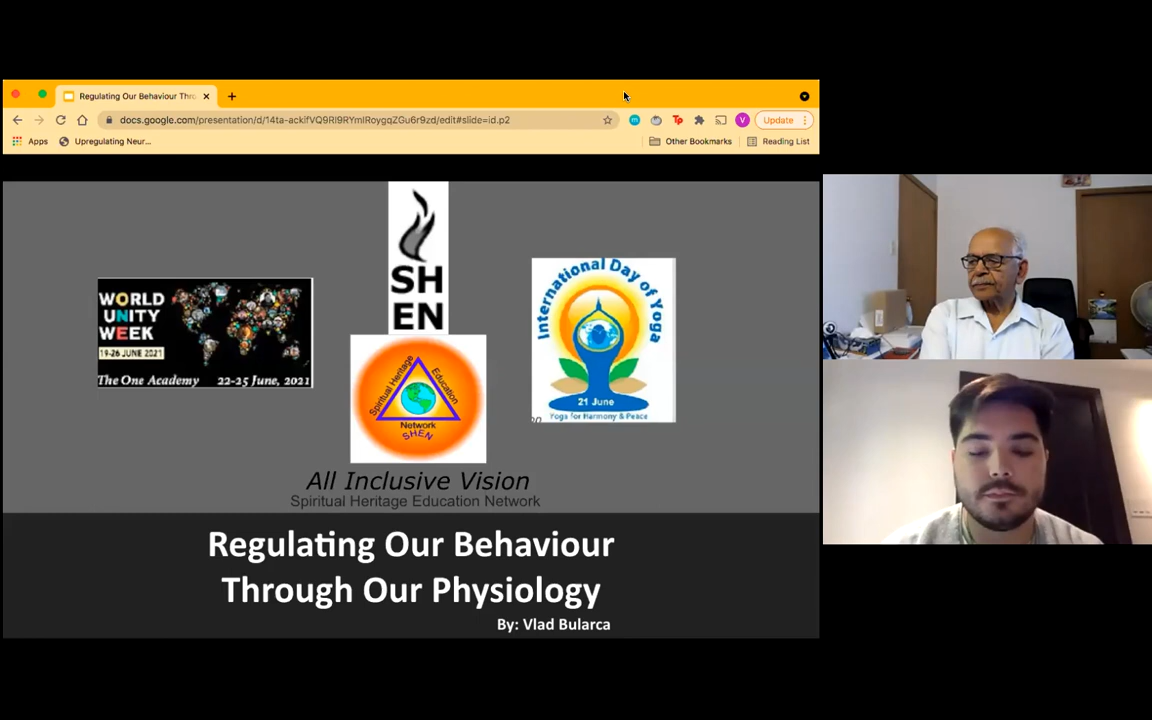 Regulating Our Behaviour Thro
docs.google.com/presentation/d/14ta-ackifVQ9Rl9RYmIRoygqZGu6r9zd/edit#slide=id.p2
Update
Apps
Upregulating Neur...
Other Bookmarks
Reading List
SH
EN
WORLD
UNITY
WEEK
19-26 JUNE 2021
The One Academy 22-25 June, 2021
International Day of Yoga
21 June
Yoga for Harmony & Peace
Spiritual Heritage Education
Network
SHEN
All Inclusive Vision
Spiritual Heritage Education Network
Regulating Our Behaviour
Through Our Physiology
By: Vlad Bularca